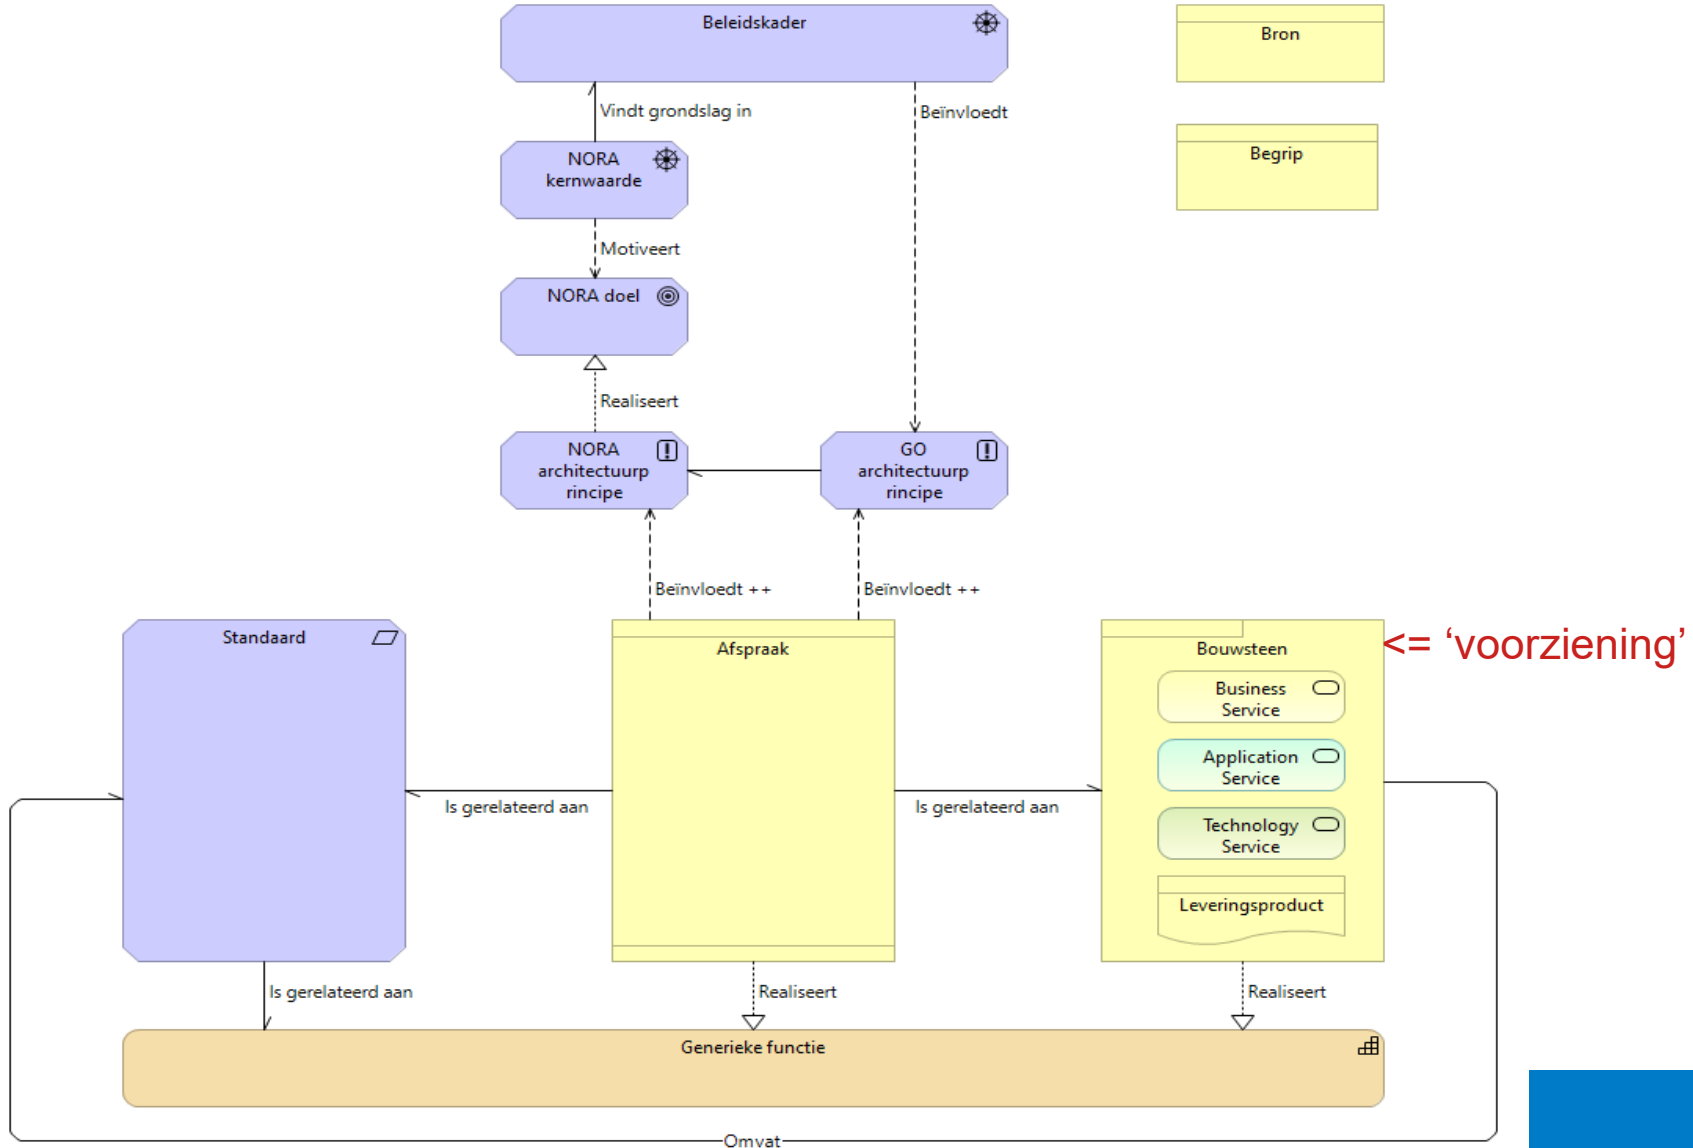 Beleidskader
Bron
Vindt grondslag in
Beïnvloedt
NORA
kernwaarde
Begrip
Motiveert
NORA doel
Realiseert
NORA
architectuurp
rincipe
GO
architectuurp
rincipe
Beïnvloedt ++
Beïnvloedt ++
Standaard
Afspraak
Bouwsteen
<= ‘voorziening’
Business
Service
Application
Service
Is gerelateerd aan
Is gerelateerd aan
Technology
Service
Leveringsproduct
Is gerelateerd aan
Realiseert
Realiseert
Generieke functie
Omvat